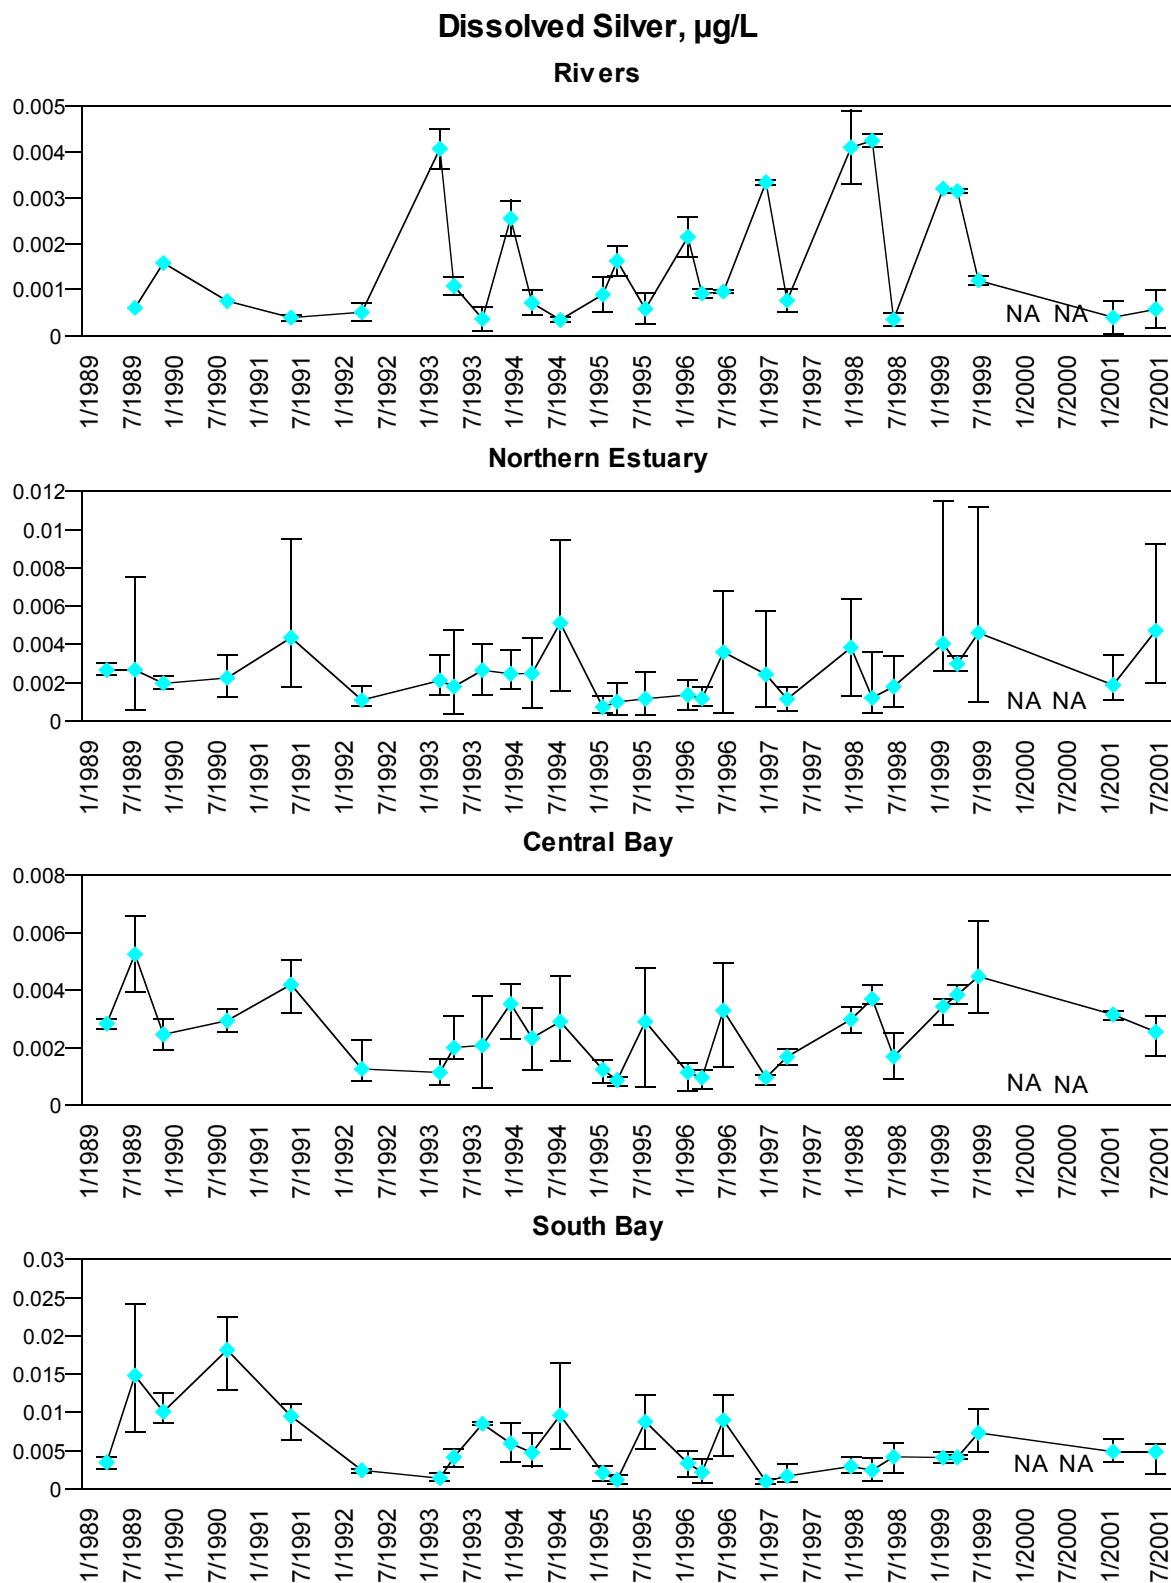 Dissolved Silver, µg/L
Rivers
0.005
0.004
0.003
0.002
0.001
0
NA NA
1/1989 7/1989 1/1990 7/1990 1/1991 7/1991 1/1992 7/1992 1/1993 7/1993 1/1994 7/1994 1/1995 7/1995 1/1996 7/1996 1/1997 7/1997 1/1998 7/1998 1/1999 7/1999 1/2000 7/2000 1/2001 7/2001
Northern Estuary
0.012
0.01
0.008
0.006
0.004
0.002
0
NA NA
1/1989 7/1989 1/1990 7/1990 1/1991 7/1991 1/1992 7/1992 1/1993 7/1993 1/1994 7/1994 1/1995 7/1995 1/1996 7/1996 1/1997 7/1997 1/1998 7/1998 1/1999 7/1999 1/2000 7/2000 1/2001 7/2001
Central Bay
0.008
0.006
0.004
0.002
0
NA NA
1/1989 7/1989 1/1990 7/1990 1/1991 7/1991 1/1992 7/1992 1/1993 7/1993 1/1994 7/1994 1/1995 7/1995 1/1996 7/1996 1/1997 7/1997 1/1998 7/1998 1/1999 7/1999 1/2000 7/2000 1/2001 7/2001
South Bay
0.03
0.025
0.02
0.015
0.01
0.005
0
NA NA
1/1989 7/1989 1/1990 7/1990 1/1991 7/1991 1/1992 7/1992 1/1993 7/1993 1/1994 7/1994 1/1995 7/1995 1/1996 7/1996 1/1997 7/1997 1/1998 7/1998 1/1999 7/1999 1/2000 7/2000 1/2001 7/2001